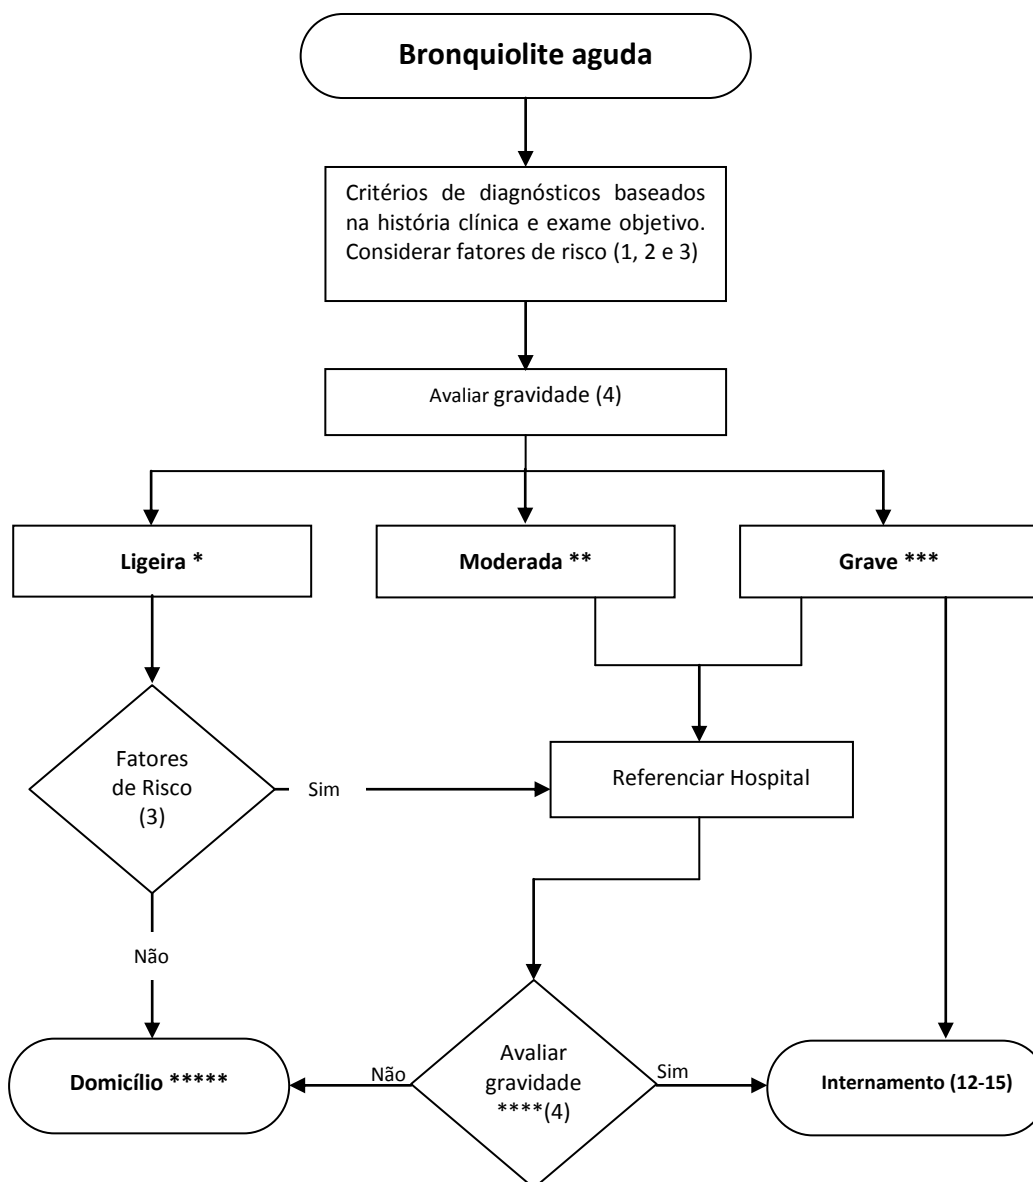 Bronquiolite aguda
Critérios de diagnósticos baseados
na história clínica e exame objetivo.
Considerar fatores de risco (1, 2 e 3)
Avaliar gravidade (4)
Ligeira *
Moderada **
Grave ***
Fatores
de Risco
(3)
Sim
Referenciar Hospital
Não
Domicílio *****
Não
Avaliar
gravidade
****(4)
Sim
Internamento (12-15)